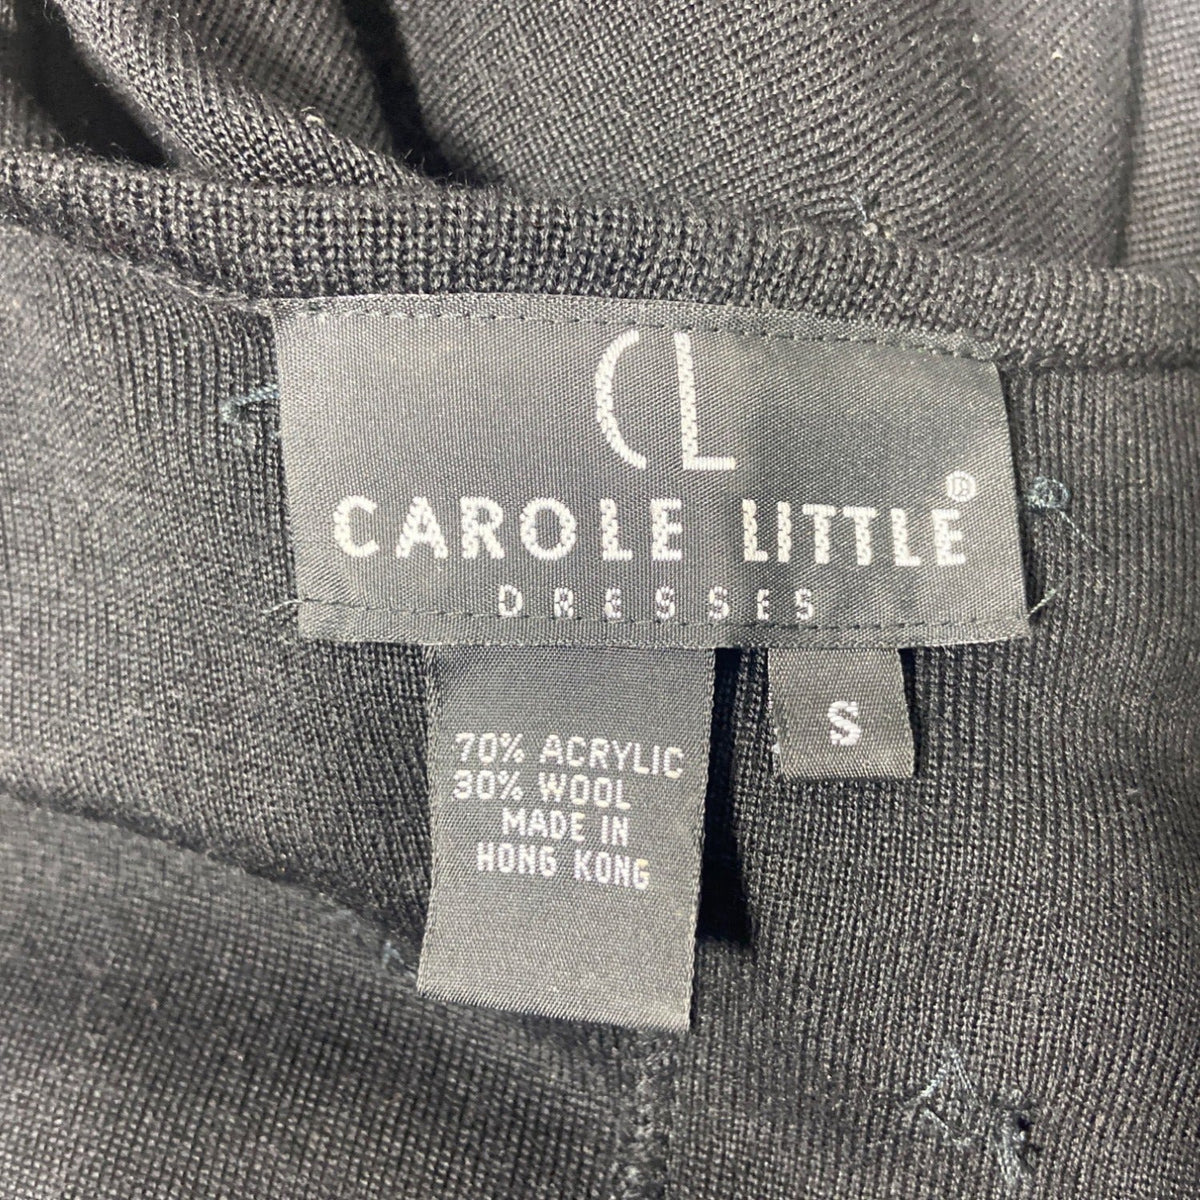 CL
CAROLE LITTLE®
DRESSES
S
70% ACRYLIC
30% WOOL
MADE IN
HONG KONG